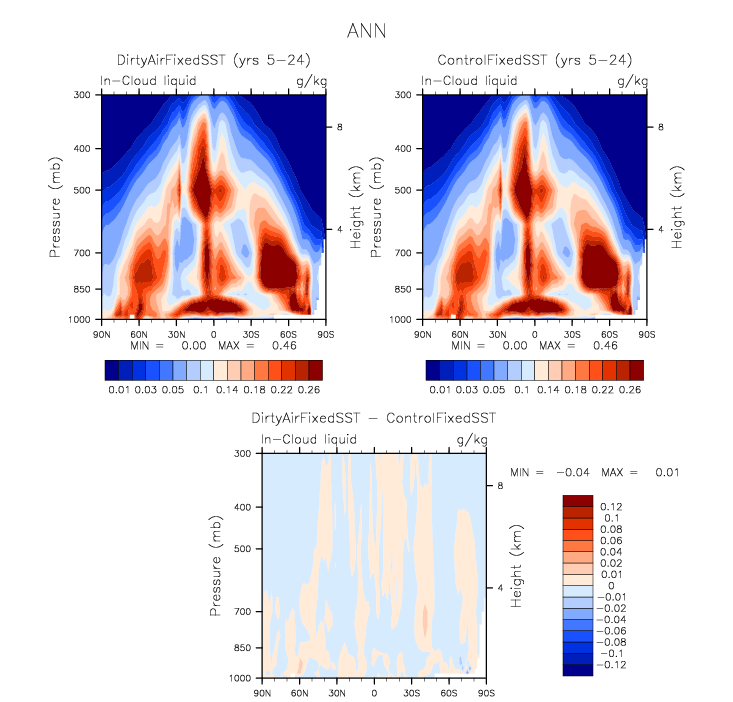 ANN
DirtyAirFixedSST (yrs 5−24)
In−Cloud liquid g/kg
300
400
500
700
850
1000
Pressure (mb)
8
4
Height (km)
90N 60N 30N 0 30S 60S 90S
MIN = 0.00 MAX = 0.46
0.01 0.03 0.05 0.1 0.14 0.18 0.22 0.26
ControlFixedSST (yrs 5−24)
In−Cloud liquid g/kg
300
400
500
700
850
1000
Pressure (mb)
8
4
Height (km)
90N 60N 30N 0 30S 60S 90S
MIN = 0.00 MAX = 0.46
0.01 0.03 0.05 0.1 0.14 0.18 0.22 0.26
DirtyAirFixedSST − ControlFixedSST
In−Cloud liquid g/kg
300
400
500
700
850
1000
Pressure (mb)
8
4
Height (km)
90N 60N 30N 0 30S 60S 90S
MIN = −0.04 MAX = 0.01
0.12
0.1
0.08
0.06
0.04
0.02
0.01
0
−0.01
−0.02
−0.04
−0.06
−0.08
−0.1
−0.12